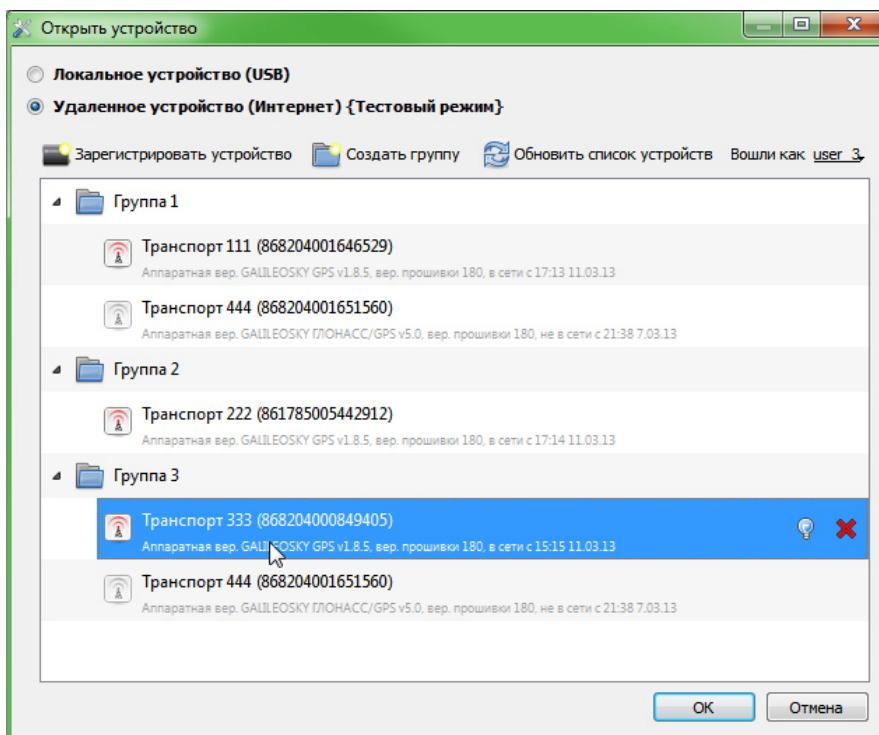 Открыть устройство
Локальное устройство (USB)
Удаленное устройство (Интернет) {Тестовый режим}
Зарегистрировать устройство Создать группу Обновить список устройств Вошли как user_3
Группа 1
Транспорт 111 (868204001646529)
Аппаратная вер. GALILEOSKY GPS v1.8.5, вер. прошивки 180, в сети с 17:13 11.03.13
Транспорт 444 (868204001651560)
Аппаратная вер. GALILEOSKY ГЛОНАСС/GPS v5.0, вер. прошивки 180, не в сети с 21:38 7.03.13
Группа 2
Транспорт 222 (861785005442912)
Аппаратная вер. GALILEOSKY GPS v1.8.5, вер. прошивки 180, в сети с 17:14 11.03.13
Группа 3
Транспорт 333 (868204000849405)
Аппаратная вер. GALILEOSKY GPS v1.8.5, вер. прошивки 180, в сети с 15:15 11.03.13
Транспорт 444 (868204001651560)
Аппаратная вер. GALILEOSKY ГЛОНАСС/GPS v5.0, вер. прошивки 180, не в сети с 21:38 7.03.13
ОК Отмена